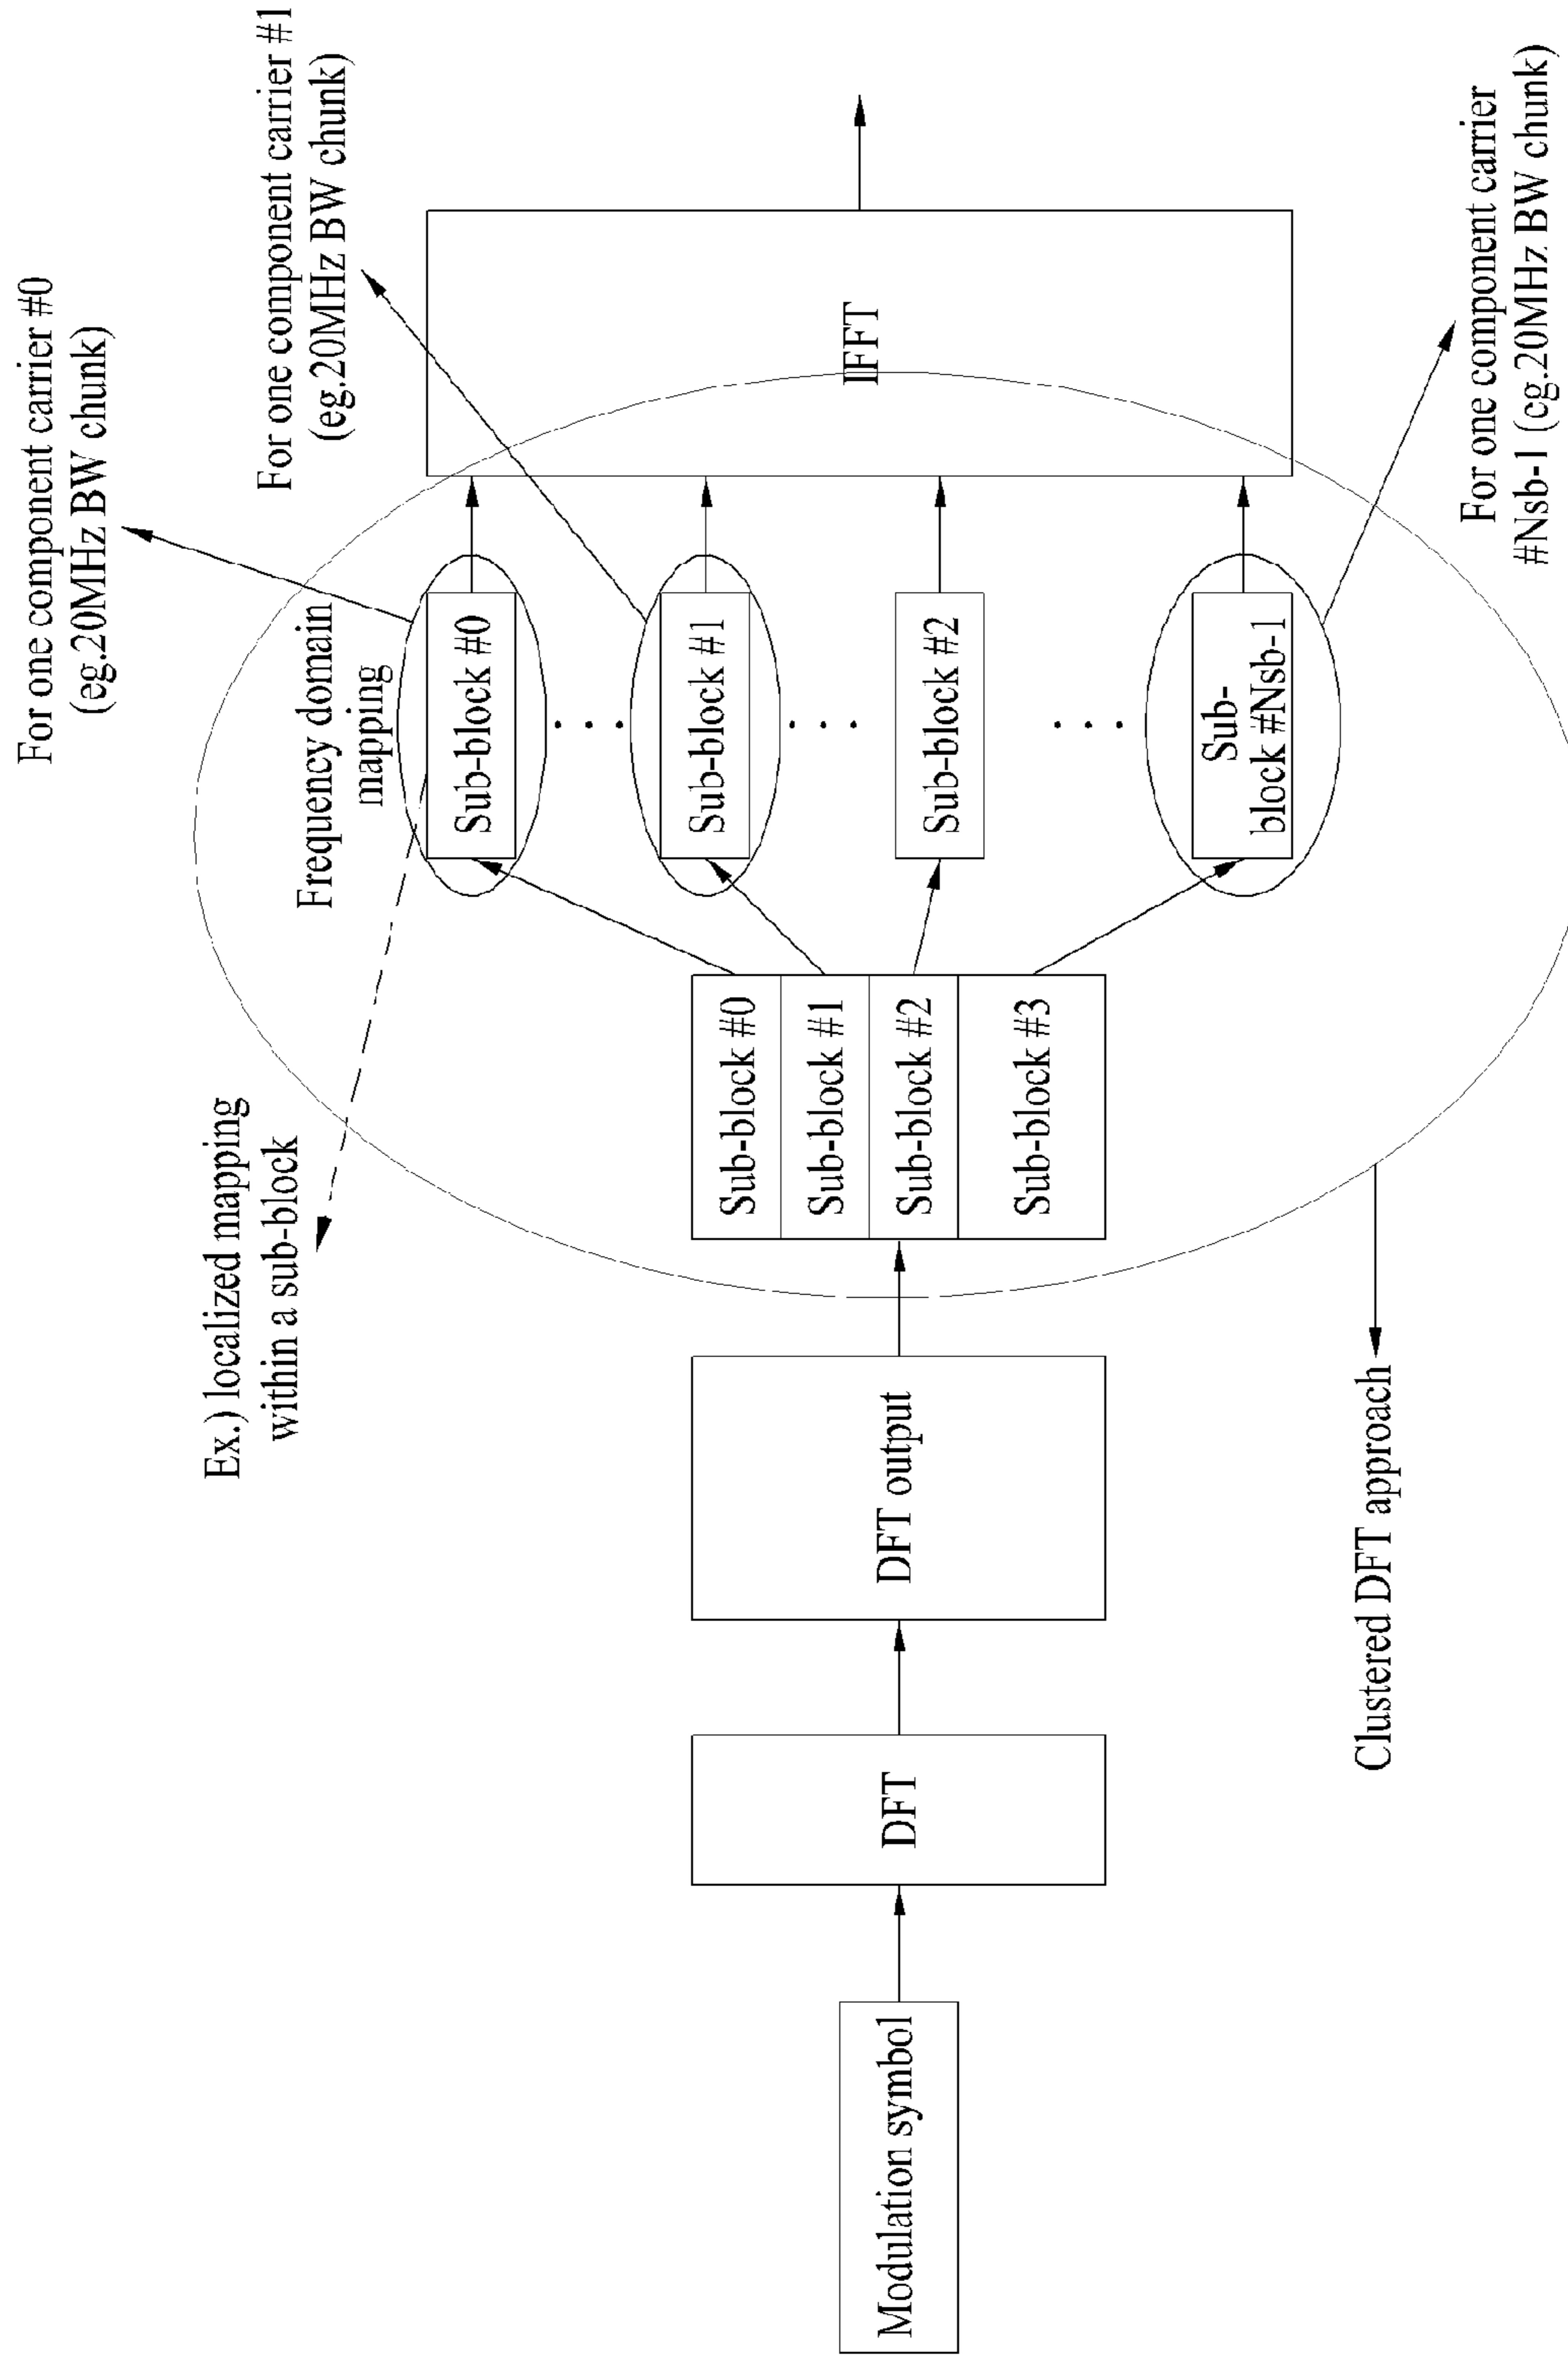 For one component carrier #0
(eg.20MHz BW chunk)
For one component carrier #1
(eg.20MHz BW chunk)
Ex.) localized mapping
within a sub-block
Frequency domain
mapping
Modulation symbol
DFT
DFT output
Sub-block #0
Sub-block #1
Sub-block #2
Sub-block #3
Sub-block #0
Sub-block #1
Sub-block #2
Sub-
block #Nsb-1
IFFT
Clustered DFT approach
For one component carrier
#Nsb-1 (eg.20MHz BW chunk)